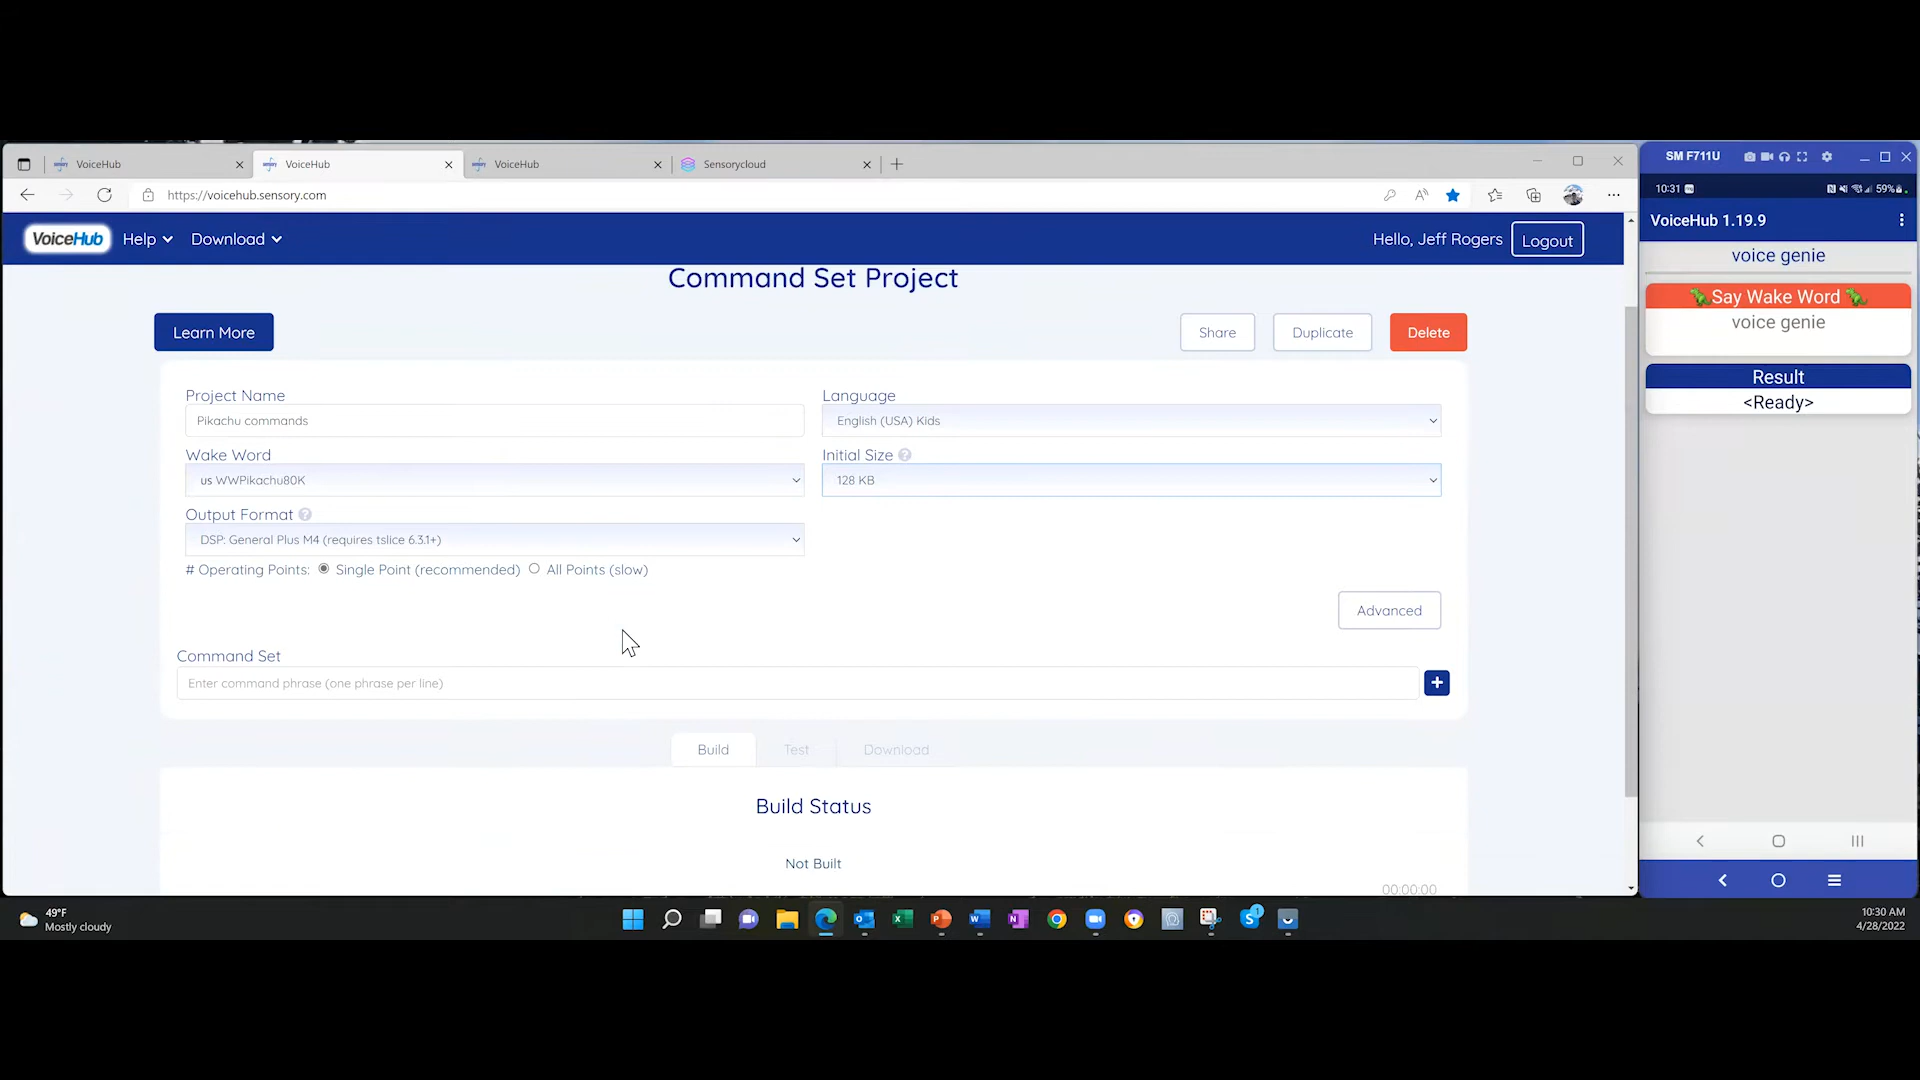 VoiceHub
VoiceHub
VoiceHub
Sensorycloud
https://voicehub.sensory.com
VoiceHub
Help
Download
Hello, Jeff Rogers
Logout
Command Set Project
Learn More
Share
Duplicate
Delete
Project Name
Language
Pikachu commands
English (USA) Kids
Wake Word
Initial Size
us WWPikachu80K
128 KB
Output Format
DSP: General Plus M4 (requires tslice 6.3.1+)
# Operating Points: Single Point (recommended) All Points (slow)
Advanced
Command Set
Enter command phrase (one phrase per line)
+
Build
Test
Download
Build Status
Not Built
00:00:00
SM F711U
10:31
59%
VoiceHub 1.19.9
voice genie
Say Wake Word
voice genie
Result
<Ready>
49°F
Mostly cloudy
10:30 AM
4/28/2022